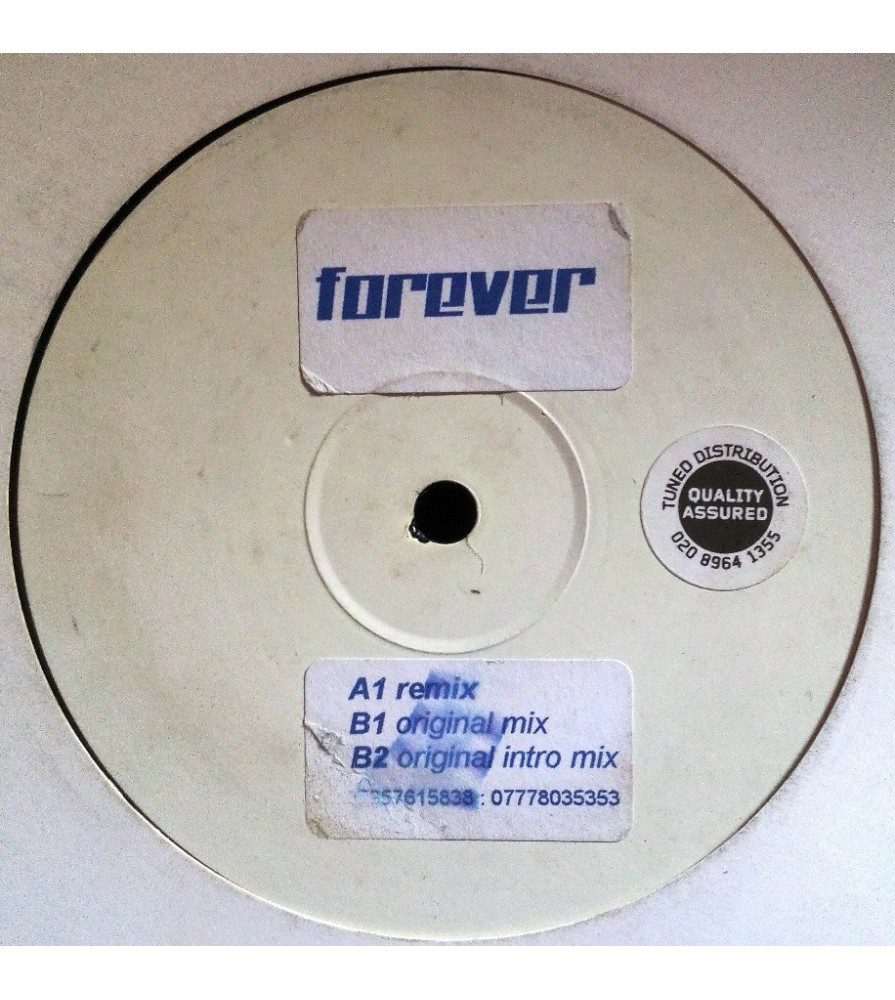 forever
TUNED DISTRIBUTION
QUALITY
ASSURED
020 8964 1355
A1 remix
B1 original mix
B2 original intro mix
: 07778035353